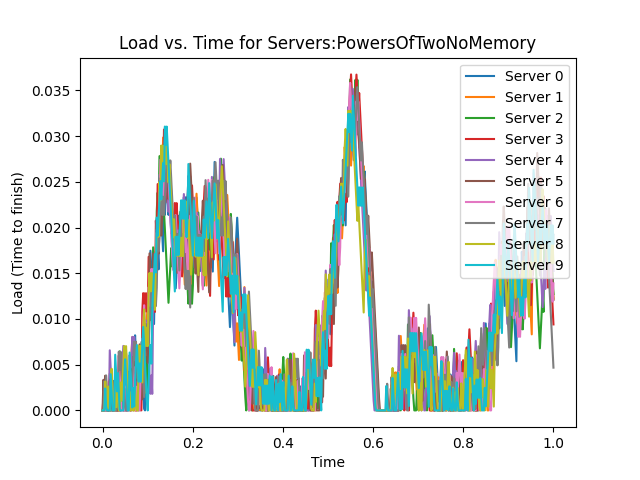 Load vs. Time for Servers:PowersOfTwoNoMemory
Load (Time to finish)
0.035
0.030
0.025
0.020
0.015
0.010
0.005
0.000
0.0 0.2 0.4 0.6 0.8 1.0
Time
Server 0
Server 1
Server 2
Server 3
Server 4
Server 5
Server 6
Server 7
Server 8
Server 9